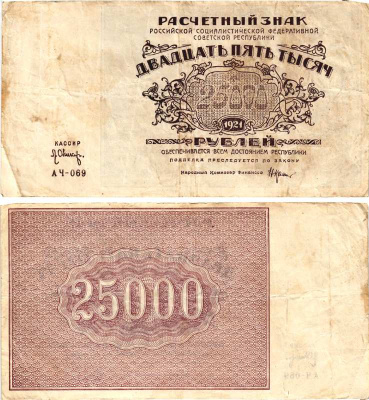 РАСЧЕТНЫЙ ЗНАК
РОССИЙСКОЙ СОЦИАЛИСТИЧЕСКОЙ ФЕДЕРАТИВНОЙ
СОВЕТСКОЙ РЕСПУБЛИКИ
ДВАДЦАТЬ ПЯТЬ ТЫСЯЧ
25000
1921
РУБЛЕЙ
ОБЕСПЕЧИВАЕТСЯ ВСЕМ ДОСТОЯНИЕМ РЕСПУБЛИКИ
ПОДДЕЛКА ПРЕСЛЕДУЕТСЯ ПО ЗАКОНУ
КАССИР
Народный Комиссар Финансов
АЧ-069
25000